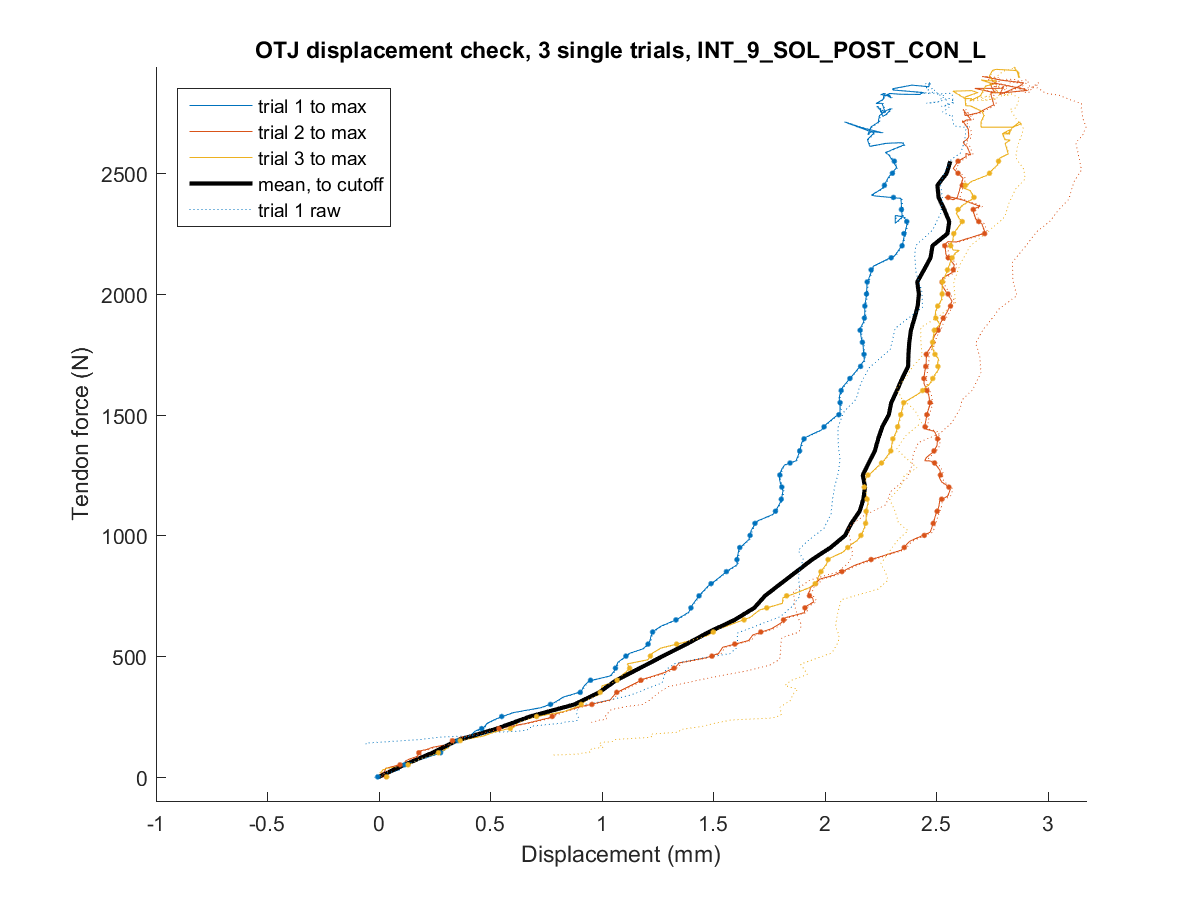 OTJ displacement check, 3 single trials, INT_9_SOL_POST_CON_L
trial 1 to max
trial 2 to max
trial 3 to max
mean, to cutoff
trial 1 raw
2500
2000
1500
1000
500
0
Tendon force (N)
-1
-0.5
0
0.5
1
1.5
2
2.5
3
Displacement (mm)